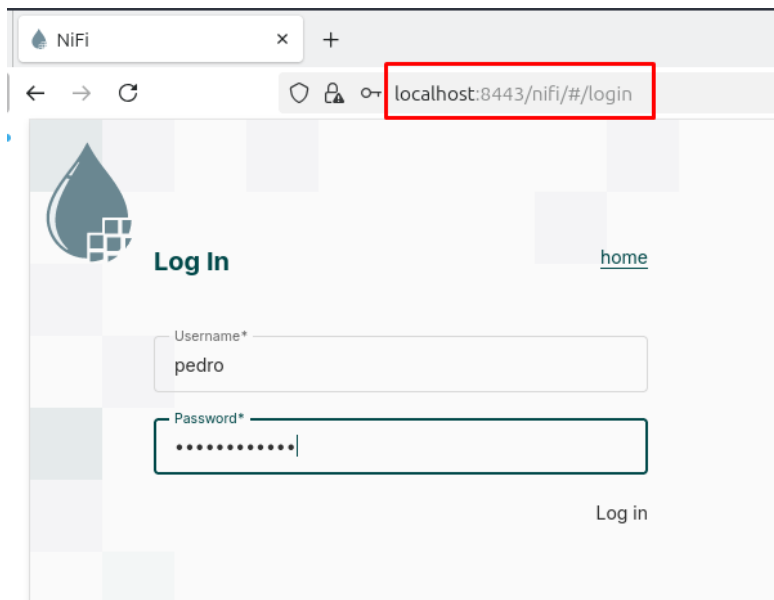 NiFi
localhost:8443/nifi/#/login
Log In
home
Username*
pedro
Password*
••••••••••••
Log in